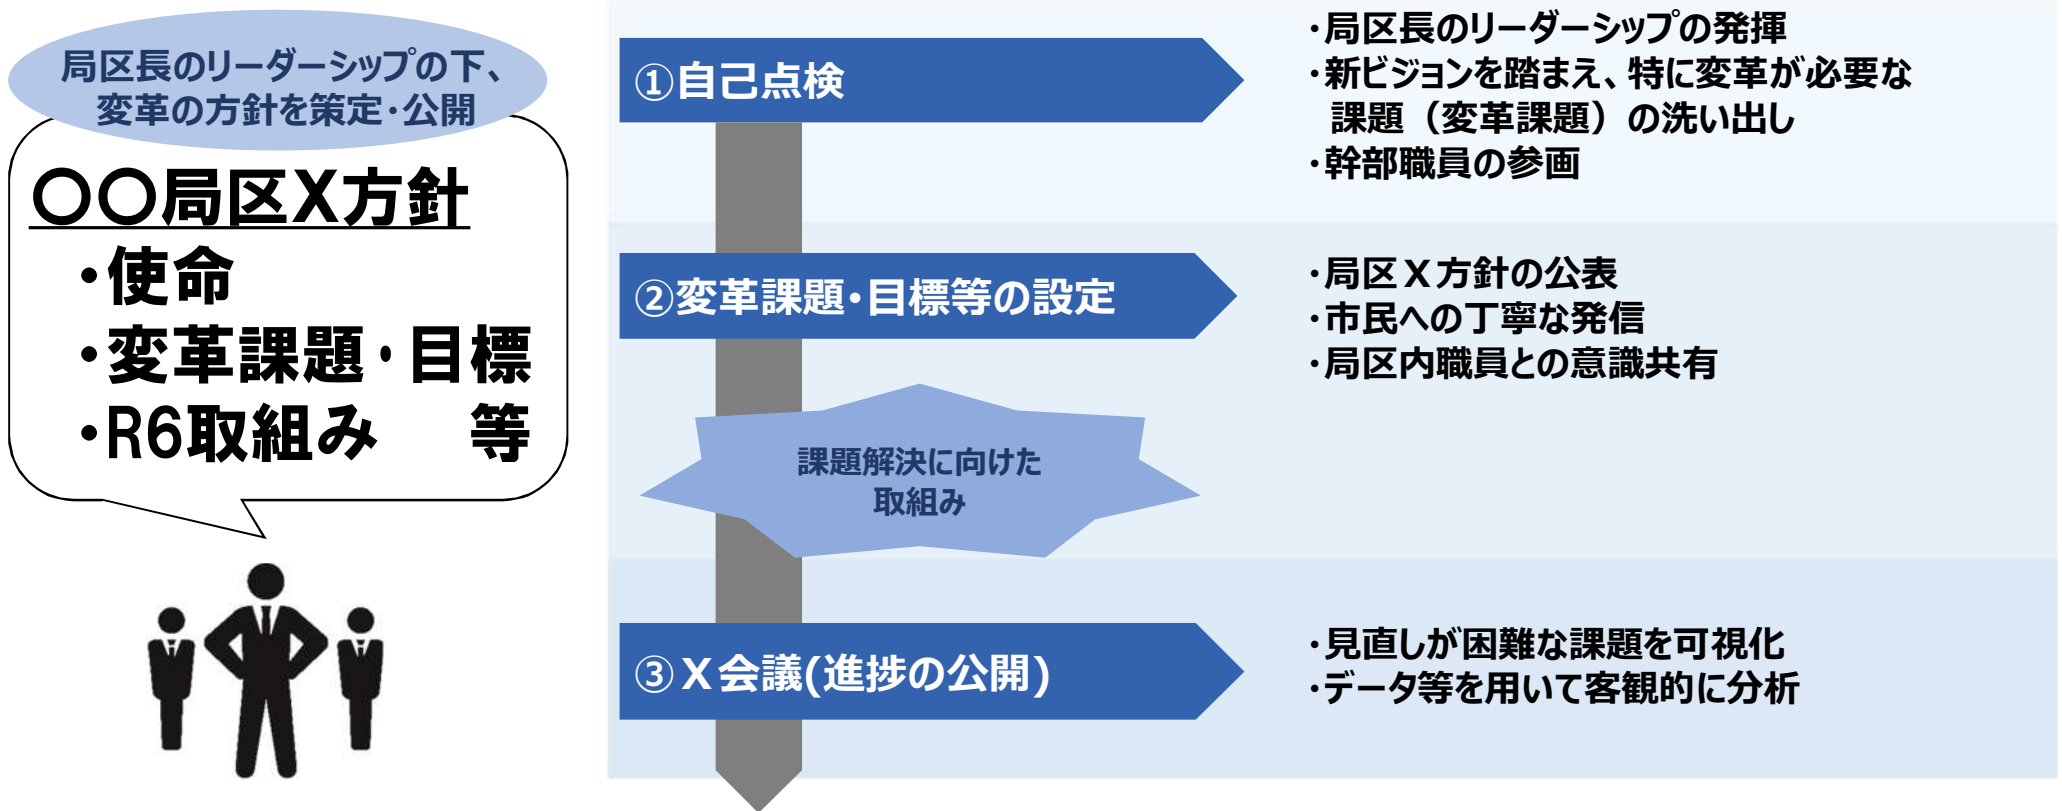 局区長のリーダーシップの下、
変革の方針を策定・公開
〇〇局区X方針
・使命
・変革課題・目標
・R6取組み　等
①自己点検
・局区長のリーダーシップの発揮
・新ビジョンを踏まえ、特に変革が必要な
課題（変革課題）の洗い出し
・幹部職員の参画
②変革課題・目標等の設定
・局区Ｘ方針の公表
・市民への丁寧な発信
・局区内職員との意識共有
課題解決に向けた
取組み
③Ｘ会議(進捗の公開)
・見直しが困難な課題を可視化
・データ等を用いて客観的に分析